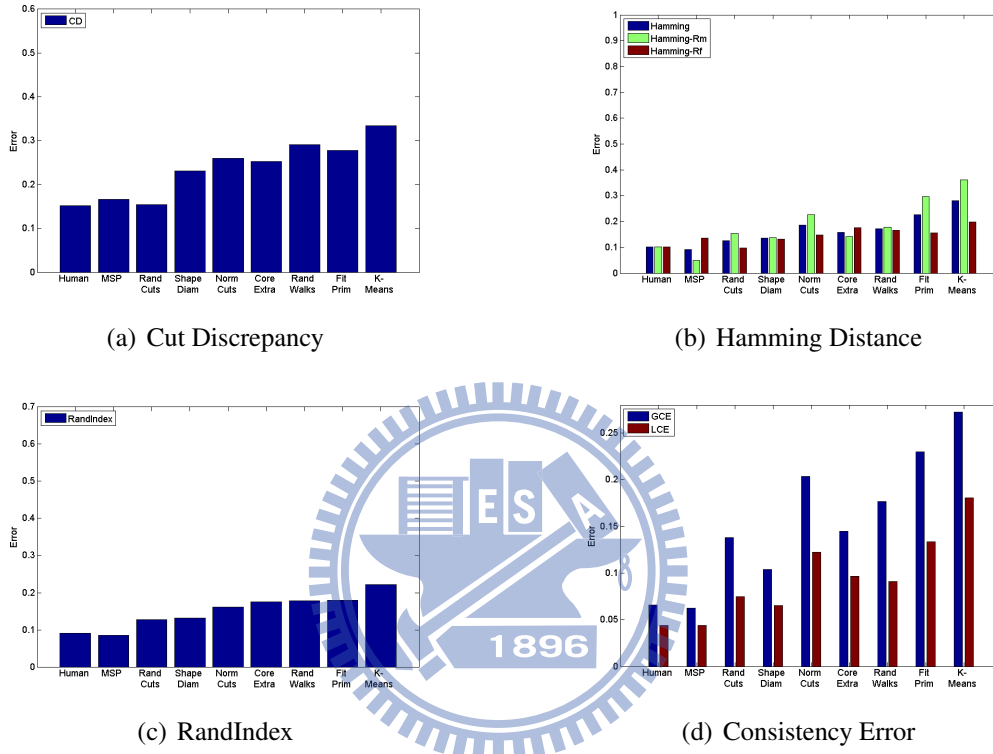 0.6
CD
0.5
0.4
0.3
0.2
0.1
0
Error
Human MSP Rand Cuts Shape Diam Norm Cuts Core Extra Rand Walks Fit Prim K-Means
(a) Cut Discrepancy
1
Hamming
Hamming-Rm
Hamming-Rf
0.9
0.8
0.7
0.6
0.5
0.4
0.3
0.2
0.1
0
Error
Human MSP Rand Cuts Shape Diam Norm Cuts Core Extra Rand Walks Fit Prim K-Means
(b) Hamming Distance
0.7
RandIndex
0.6
0.5
0.4
0.3
0.2
0.1
0
Error
Human MSP Rand Cuts Shape Diam Norm Cuts Core Extra Rand Walks Fit Prim K-Means
(c) RandIndex
GCE
LCE
0.25
0.2
0.15
0.1
0.05
0
Error
Human MSP Rand Cuts Shape Diam Norm Cuts Core Extra Rand Walks Fit Prim K-Means
(d) Consistency Error
E S A
1896